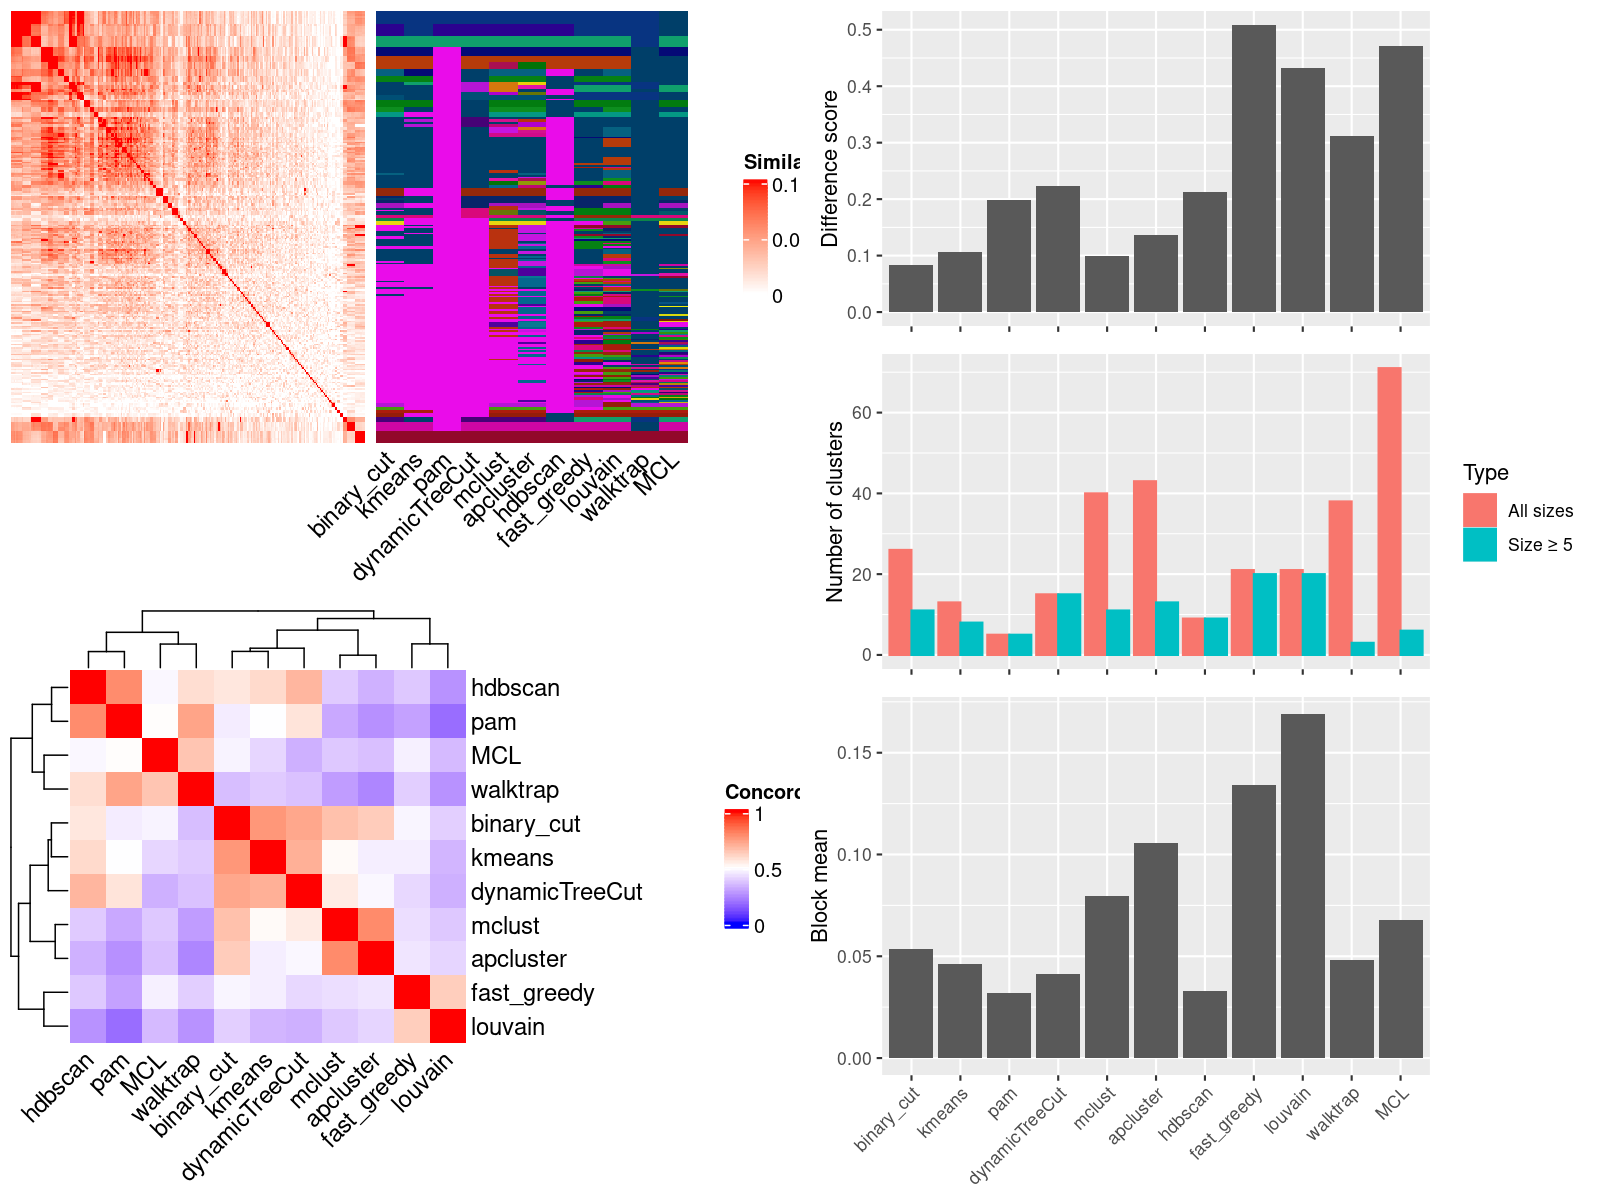 Simila
0.1
0.0
0
binary_cut
kmeans
pam
dynamicTreeCut
mclust
apcluster
hdbscan
fast_greedy
louvain
walktrap
MCL
hdbscan
pam
MCL
walktrap
binary_cut
kmeans
dynamicTreeCut
mclust
apcluster
fast_greedy
louvain
hdbscan
pam
MCL
walktrap
binary_cut
kmeans
dynamicTreeCut
mclust
apcluster
fast_greedy
louvain
Concord
1
0.5
0
Difference score
0.5
0.4
0.3
0.2
0.1
0.0
Number of clusters
60
40
20
0
Type
All sizes
Size ≥ 5
Block mean
0.15
0.10
0.05
0.00
binary_cut
kmeans
pam
dynamicTreeCut
mclust
apcluster
hdbscan
fast_greedy
louvain
walktrap
MCL